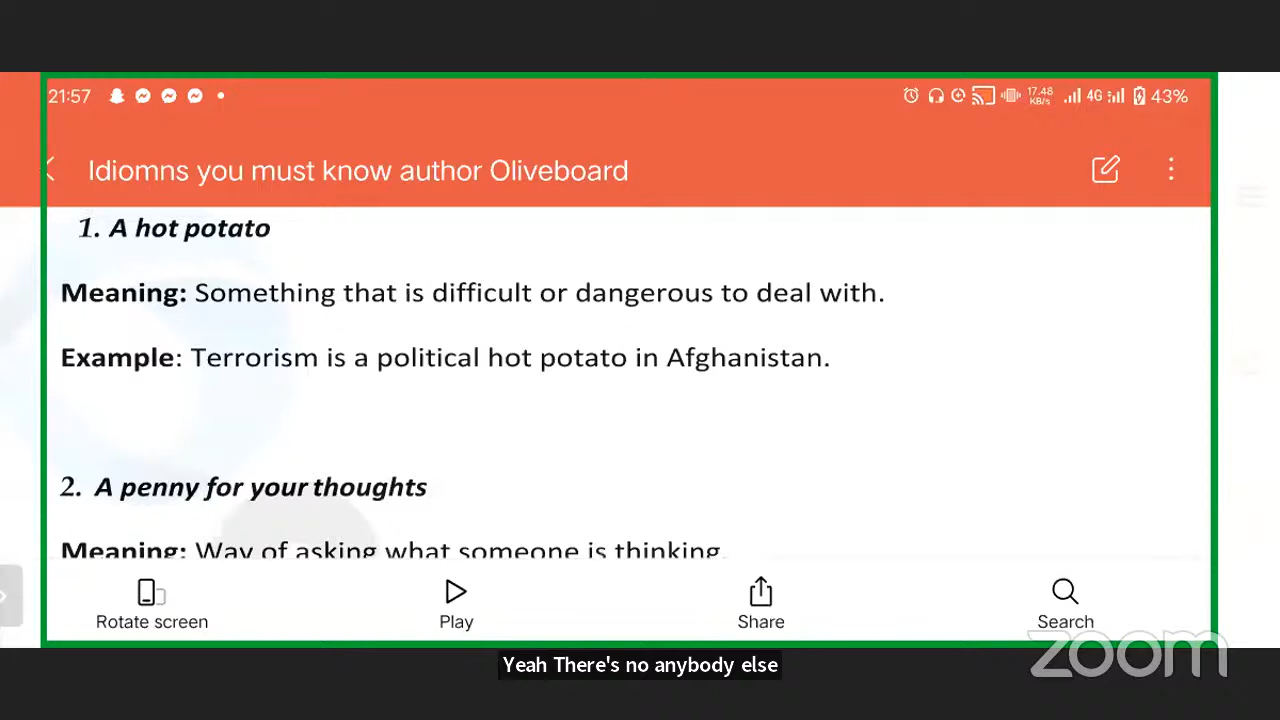 21:57
17.48
KB/s
4G
43%
Idiomns you must know author Oliveboard
1. A hot potato
Meaning: Something that is difficult or dangerous to deal with.
Example: Terrorism is a political hot potato in Afghanistan.
2. A penny for your thoughts
Meaning: Way of asking what someone is thinking.
Rotate screen
Play
Share
Search
zoom
Yeah There's no anybody else